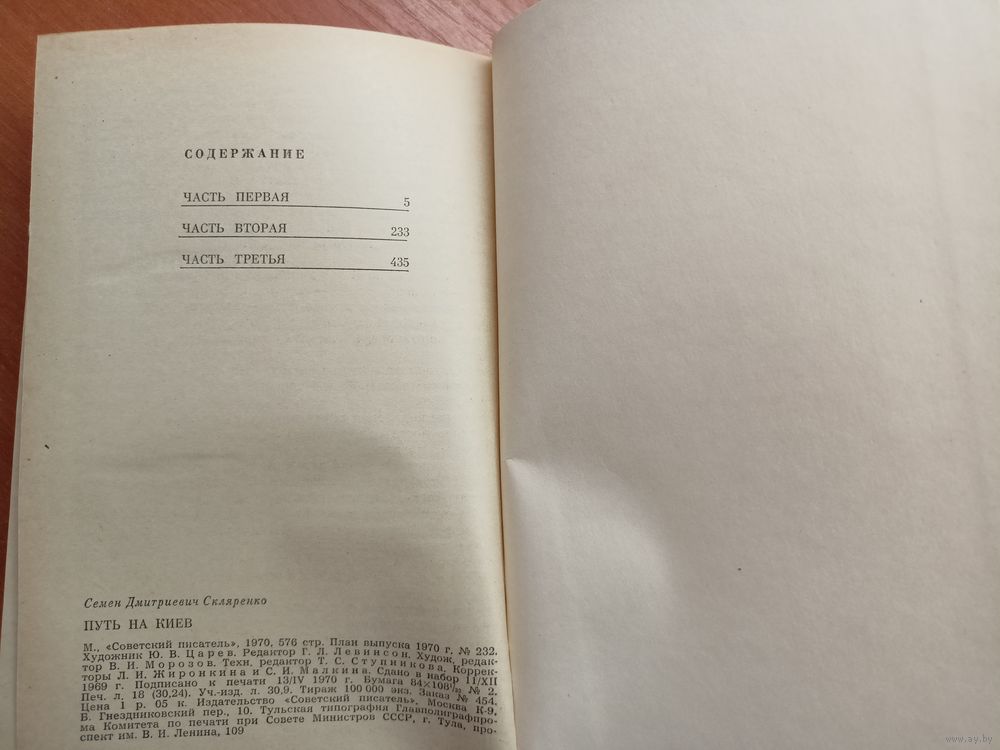 СОДЕРЖАНИЕ
ЧАСТЬ ПЕРВАЯ 5
ЧАСТЬ ВТОРАЯ 233
ЧАСТЬ ТРЕТЬЯ 435
Семен Дмитриевич Скляренко
ПУТЬ НА КИЕВ
М., «Советский писатель», 1970, 576 стр. План выпуска 1970 г. № 232.
Художник Ю. В. Царев. Редактор Г. Л. Левинсон. Худож. редак-
тор В. И. Морозов. Техн. редактор Т. С. Ступникова. Коррек-
торы Л. И. Жиронкина и С. И. Малкина. Сдано в набор 11/XII
1969 г. Подписано к печати 13/IV 1970 г. Бумага 84×108¹/₃₂ № 2.
Печ. л. 18 (30,24). Уч.-изд. л. 30,9. Тираж 100 000 экз. Заказ № 454.
Цена 1 р. 05 к. Издательство «Советский писатель», Москва К-9,
Б. Гнездниковский пер., 10. Тульская типография Главполиграфпро-
ма Комитета по печати при Совете Министров СССР, г. Тула, про-
спект им. В. И. Ленина, 109
www.ay.by